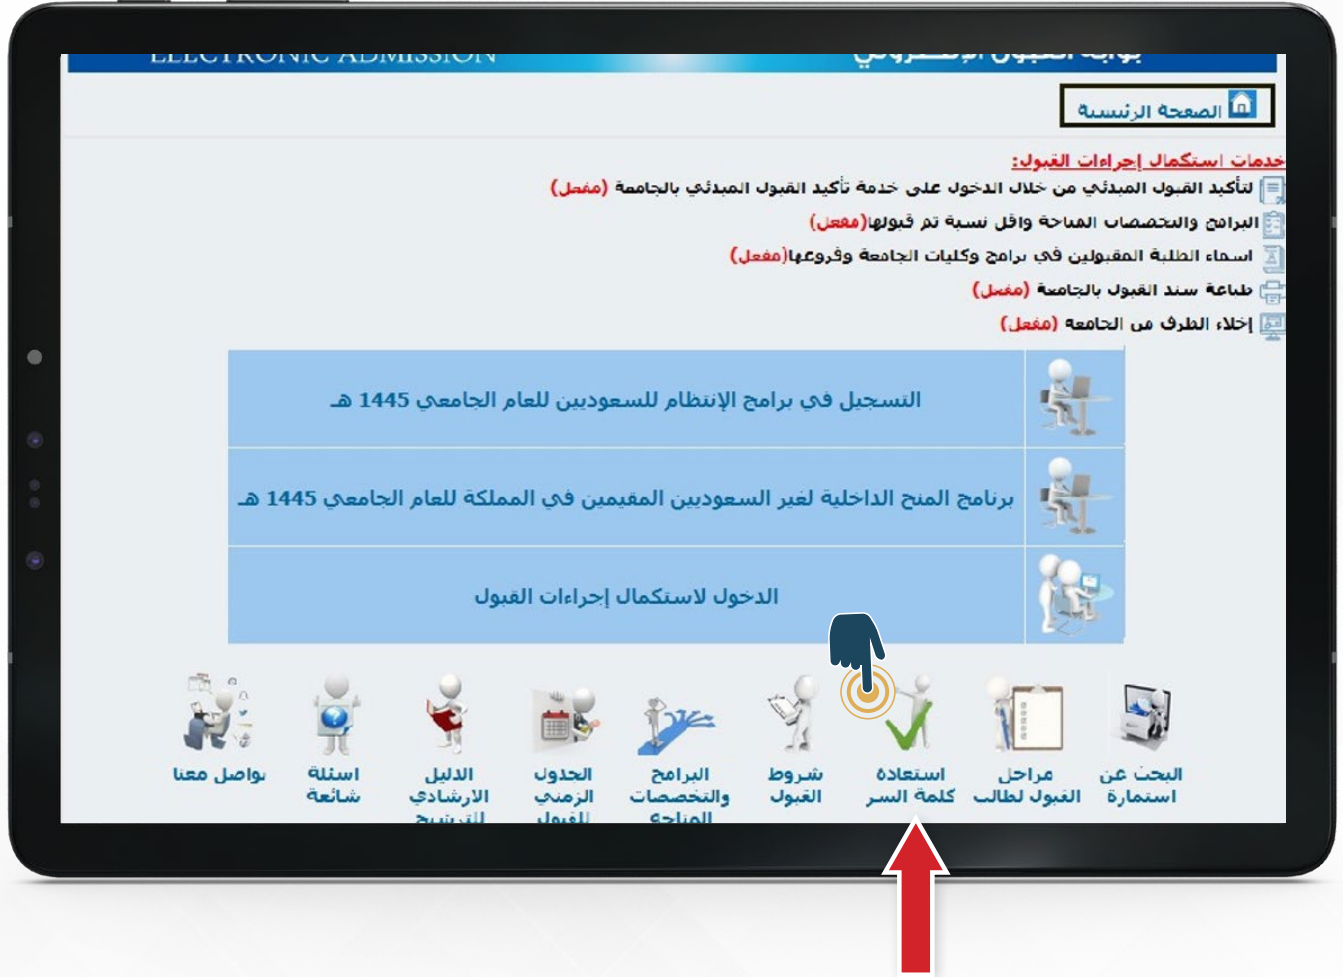 ELECTRONIC ADMISSION
بوابة القبول الإلكتروني
الصفحة الرئيسية
خدمات استكمال إجراءات القبول:
لتأكيد القبول المبدئي من خلال الدخول على خدمة تأكيد القبول المبدئي بالجامعة (مفعل)
البرامج والتخصصات المتاحة واقل نسبة تم قبولها(مفعل)
اسماء الطلبة المقبولين في برامج وكليات الجامعة وفروعها(مفعل)
طباعة سند القبول بالجامعة (مفعل)
إخلاء الطرف من الجامعه (مفعل)
التسجيل في برامج الإنتظام للسعوديين للعام الجامعي 1445 هـ
برنامج المنح الداخلية لغير السعوديين المقيمين في المملكة للعام الجامعي 1445 هـ
الدخول لاستكمال إجراءات القبول
البحث عن
استمارة
مراحل
القبول لطالب
استعادة
كلمة السر
شروط
القبول
البرامج
والتخصصات
المتاحه
الجدول
الزمني
للقبول
الدليل
الارشادي
للترشيح
اسئلة
شائعة
تواصل معنا